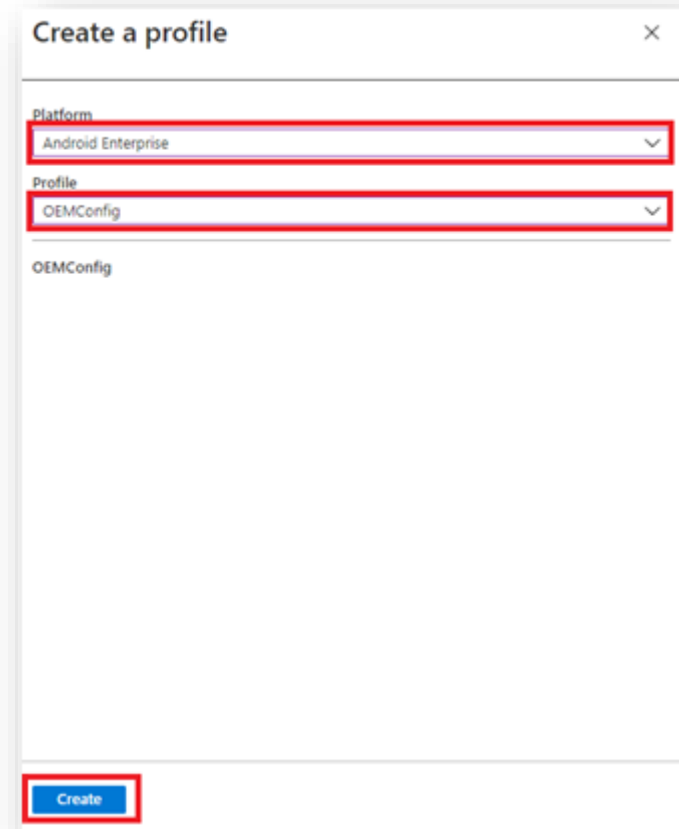 Create a profile
Platform
Android Enterprise
Profile
OEMConfig
OEMConfig
Create